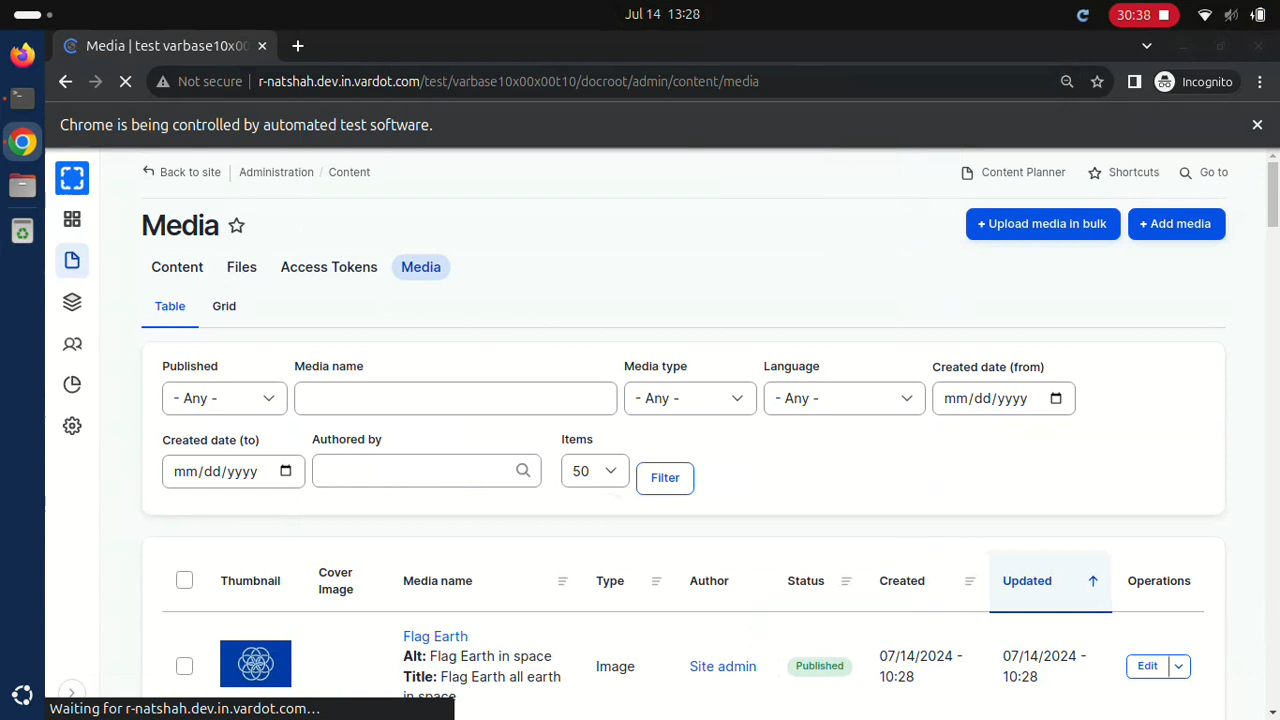 Jul 14 13:28
30:38
Media | test varbase10x00
Not secure r-natshah.dev.in.vardot.com/test/varbase10x00x00t10/docroot/admin/content/media
Incognito
Chrome is being controlled by automated test software.
Back to site Administration / Content
Content Planner Shortcuts Go to
Media
+ Upload media in bulk + Add media
Content Files Access Tokens Media
Table Grid
Published Media name Media type Language Created date (from)
- Any - - Any - - Any - mm/dd/yyyy
Created date (to) Authored by Items
mm/dd/yyyy 50 Filter
Thumbnail Cover Image Media name Type Author Status Created Updated Operations
Flag Earth
Alt: Flag Earth in space
Title: Flag Earth all earth
in space
Image Site admin Published 07/14/2024 - 10:28 07/14/2024 - 10:28 Edit
Waiting for r-natshah.dev.in.vardot.com…